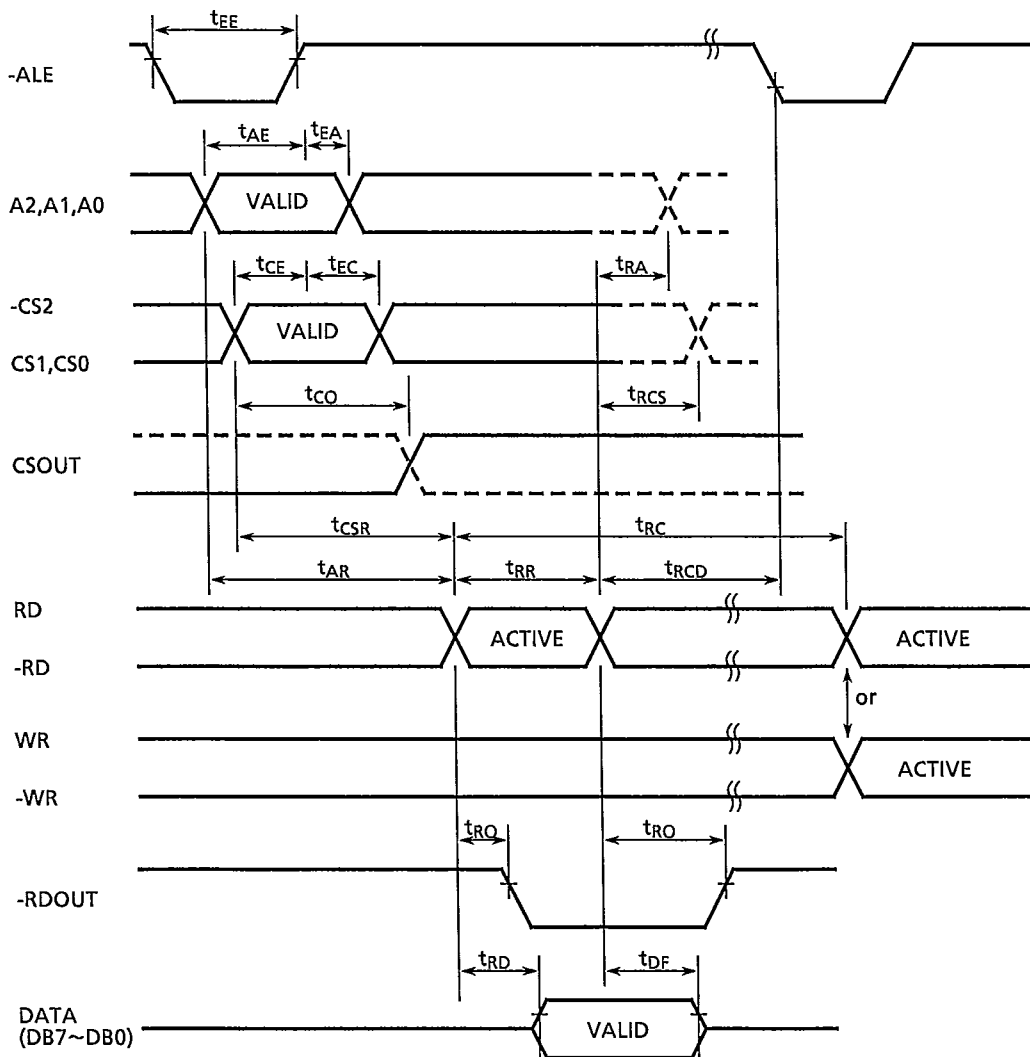 tEE
-ALE
tAE tEA
A2,A1,A0 VALID
tCE tEC tRA
-CS2
VALID
CS1,CS0
tCO tRCS
CSOUT
tCSR tRC
tAR tRR tRCD
RD
ACTIVE ACTIVE
-RD
or
WR
ACTIVE
-WR
tRO tRO
-RDOUT
tRD tDF
DATA
VALID
(DB7~DB0)